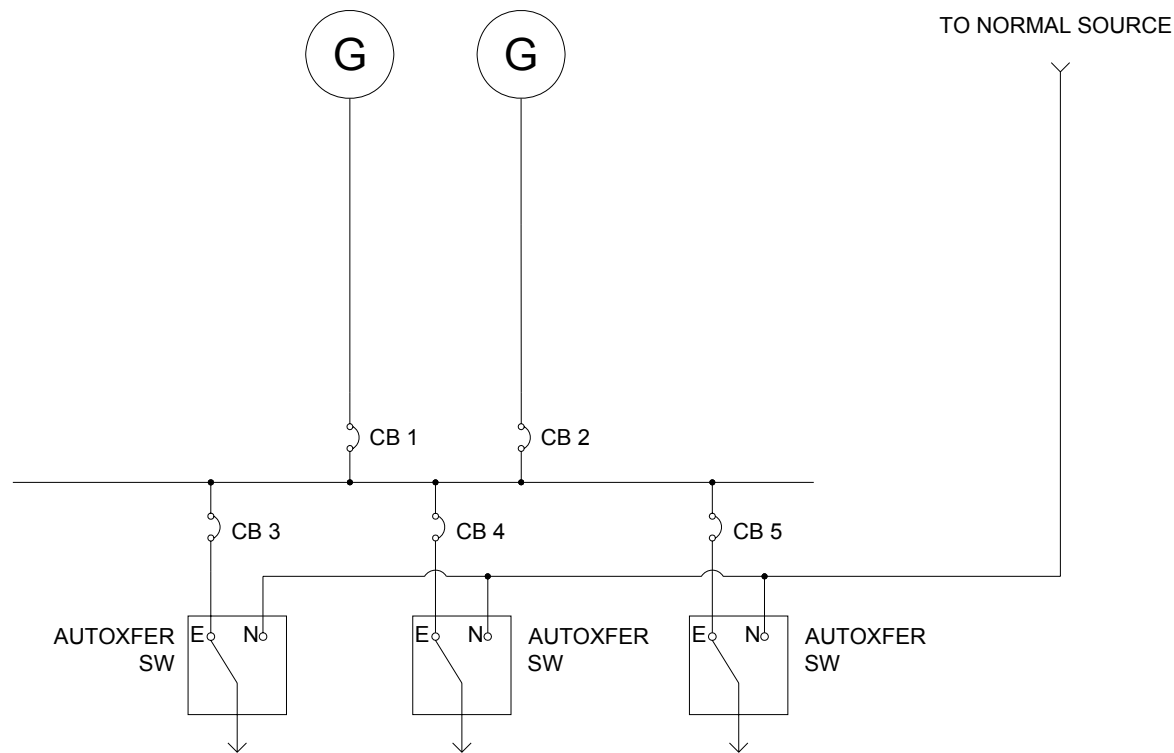 G
G
TO NORMAL SOURCE
CB 1
CB 2
CB 3
CB 4
CB 5
AUTOXFER
SW
E
N
E
N
AUTOXFER
SW
E
N
AUTOXFER
SW